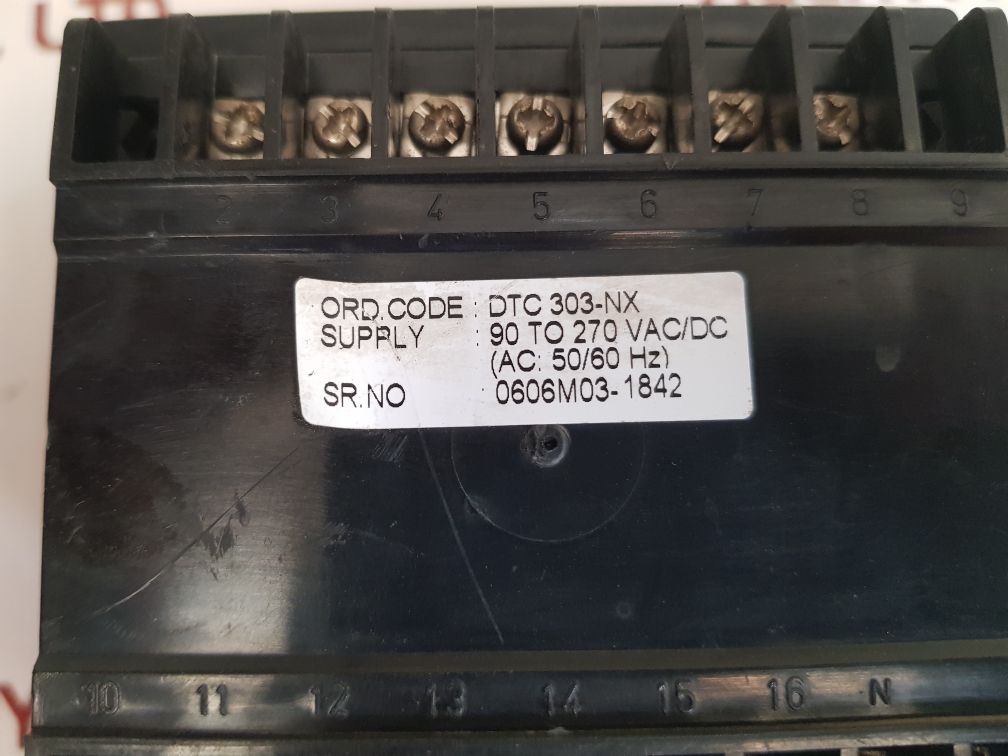 2 3 4 5 6 7 8 9
ORD.CODE : DTC 303-NX
SUPPLY : 90 TO 270 VAC/DC
(AC: 50/60 Hz)
SR.NO : 0606M03-1842
10 11 12 13 14 15 16 N